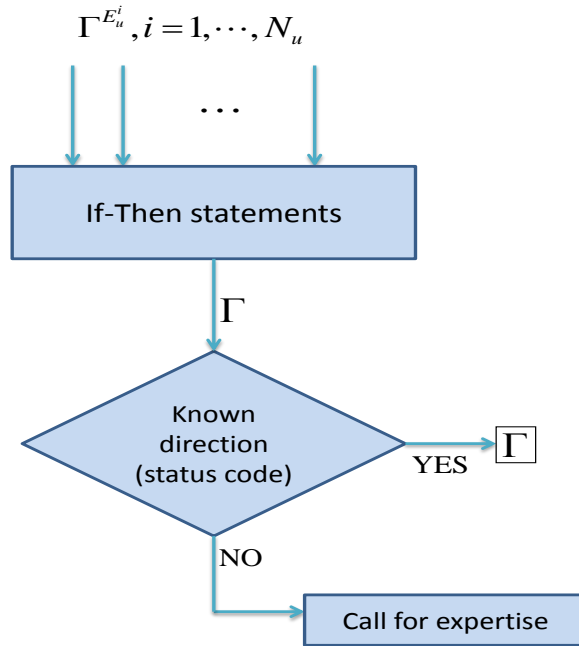 Γ^{E_u^i}, i = 1, ⋯, N_u
⋯
If-Then statements
Γ
Known
direction
(status code)
YES
Γ
NO
Call for expertise